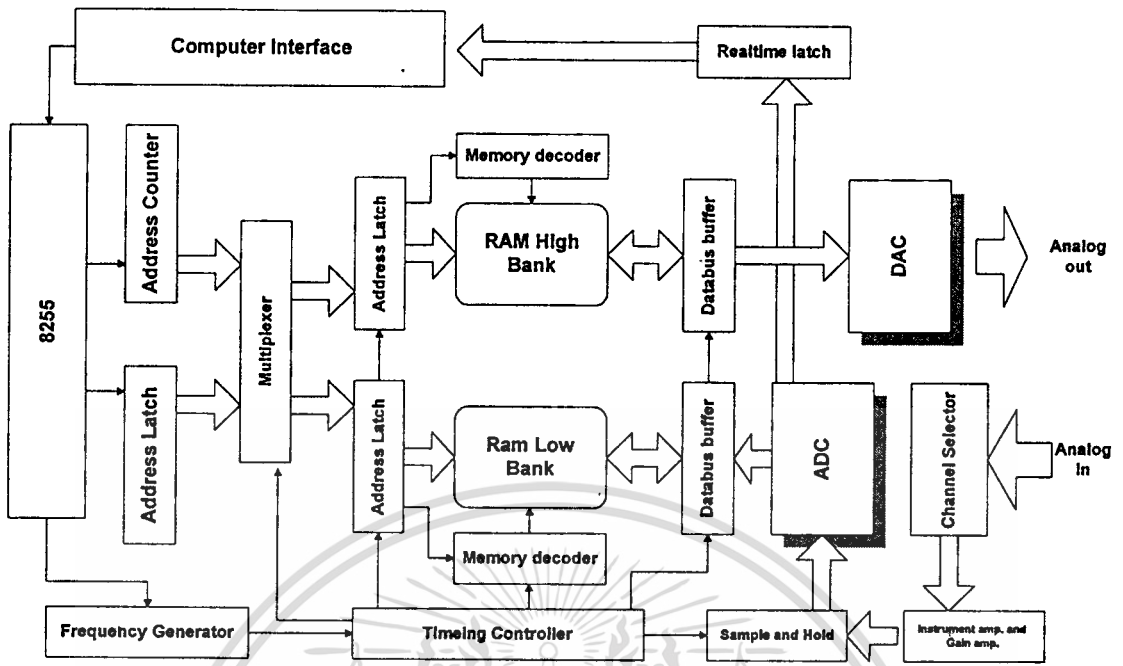 Computer Interface
Realtime latch
8255
Address Counter
Address Latch
Multiplexer
Address Latch
Memory decoder
RAM High
Bank
Databus buffer
DAC
Analog
out
Address Latch
Ram Low
Bank
Databus buffer
ADC
Channel Selector
Analog
In
Memory decoder
Frequency Generator
Timeing Controller
Sample and Hold
Instrument amp. and
Gain amp.